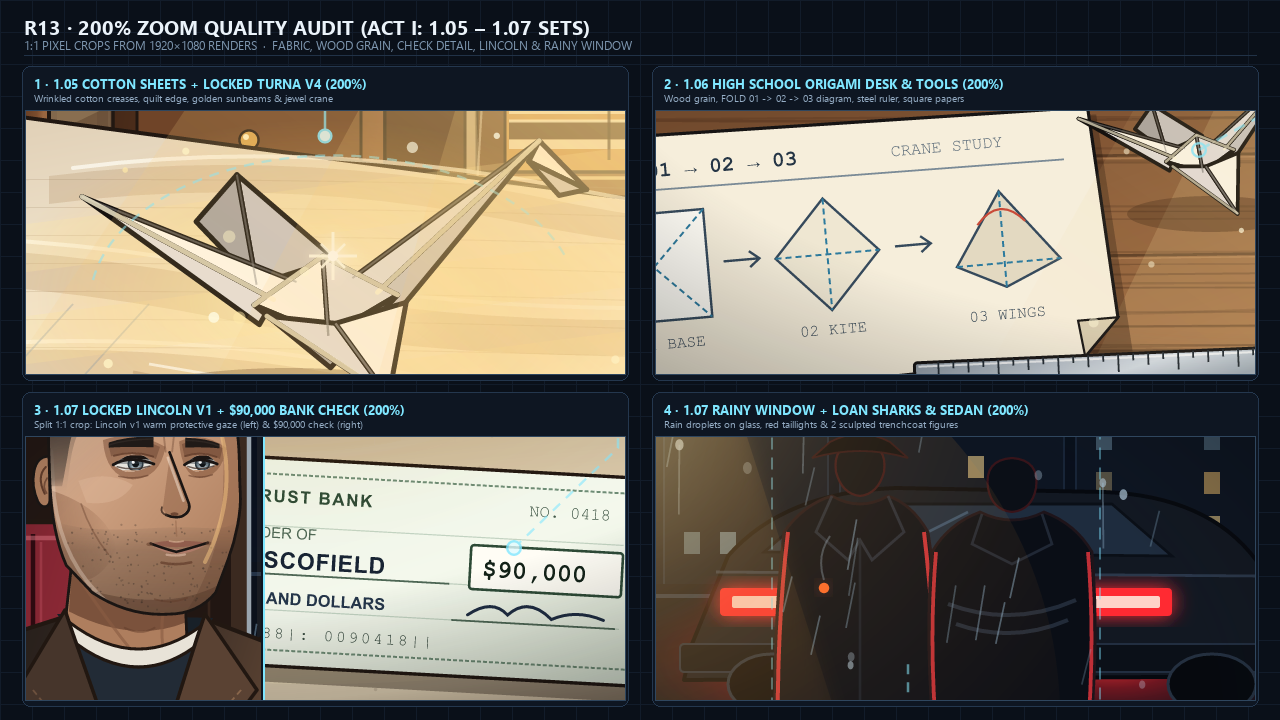 R13 · 200% ZOOM QUALITY AUDIT (ACT I: 1.05 – 1.07 SETS)
1:1 PIXEL CROPS FROM 1920×1080 RENDERS · FABRIC, WOOD GRAIN, CHECK DETAIL, LINCOLN & RAINY WINDOW
1 · 1.05 COTTON SHEETS + LOCKED TURNA V4 (200%)
Wrinkled cotton creases, quilt edge, golden sunbeams & jewel crane
2 · 1.06 HIGH SCHOOL ORIGAMI DESK & TOOLS (200%)
Wood grain, FOLD 01 -> 02 -> 03 diagram, steel ruler, square papers
01 → 02 → 03
CRANE STUDY
BASE
02 KITE
03 WINGS
3 · 1.07 LOCKED LINCOLN V1 + $90,000 BANK CHECK (200%)
Split 1:1 crop: Lincoln v1 warm protective gaze (left) & $90,000 check (right)
RUST BANK
NO. 0418
DER OF
SCOFIELD
$90,000
AND DOLLARS
38|: 0090418||
4 · 1.07 RAINY WINDOW + LOAN SHARKS & SEDAN (200%)
Rain droplets on glass, red taillights & 2 sculpted trenchcoat figures